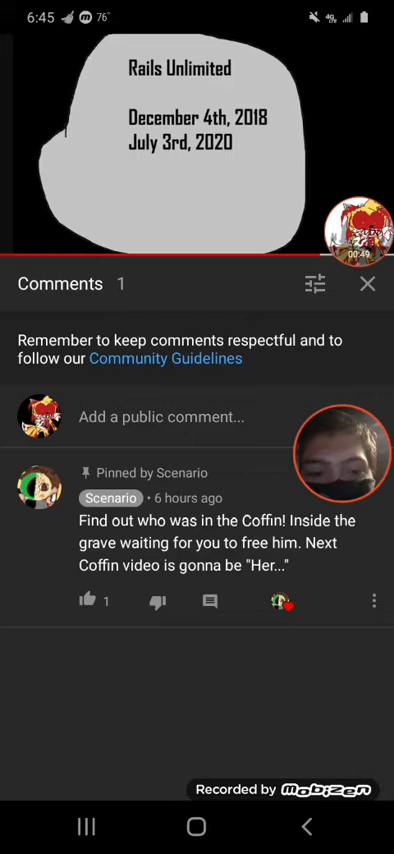 6:45 76°
Rails Unlimited
December 4th, 2018
July 3rd, 2020
00:49
Comments 1
Remember to keep comments respectful and to
follow our Community Guidelines
Add a public comment...
Pinned by Scenario
Scenario • 6 hours ago
Find out who was in the Coffin! Inside the
grave waiting for you to free him. Next
Coffin video is gonna be "Her..."
1
Recorded by mobizen